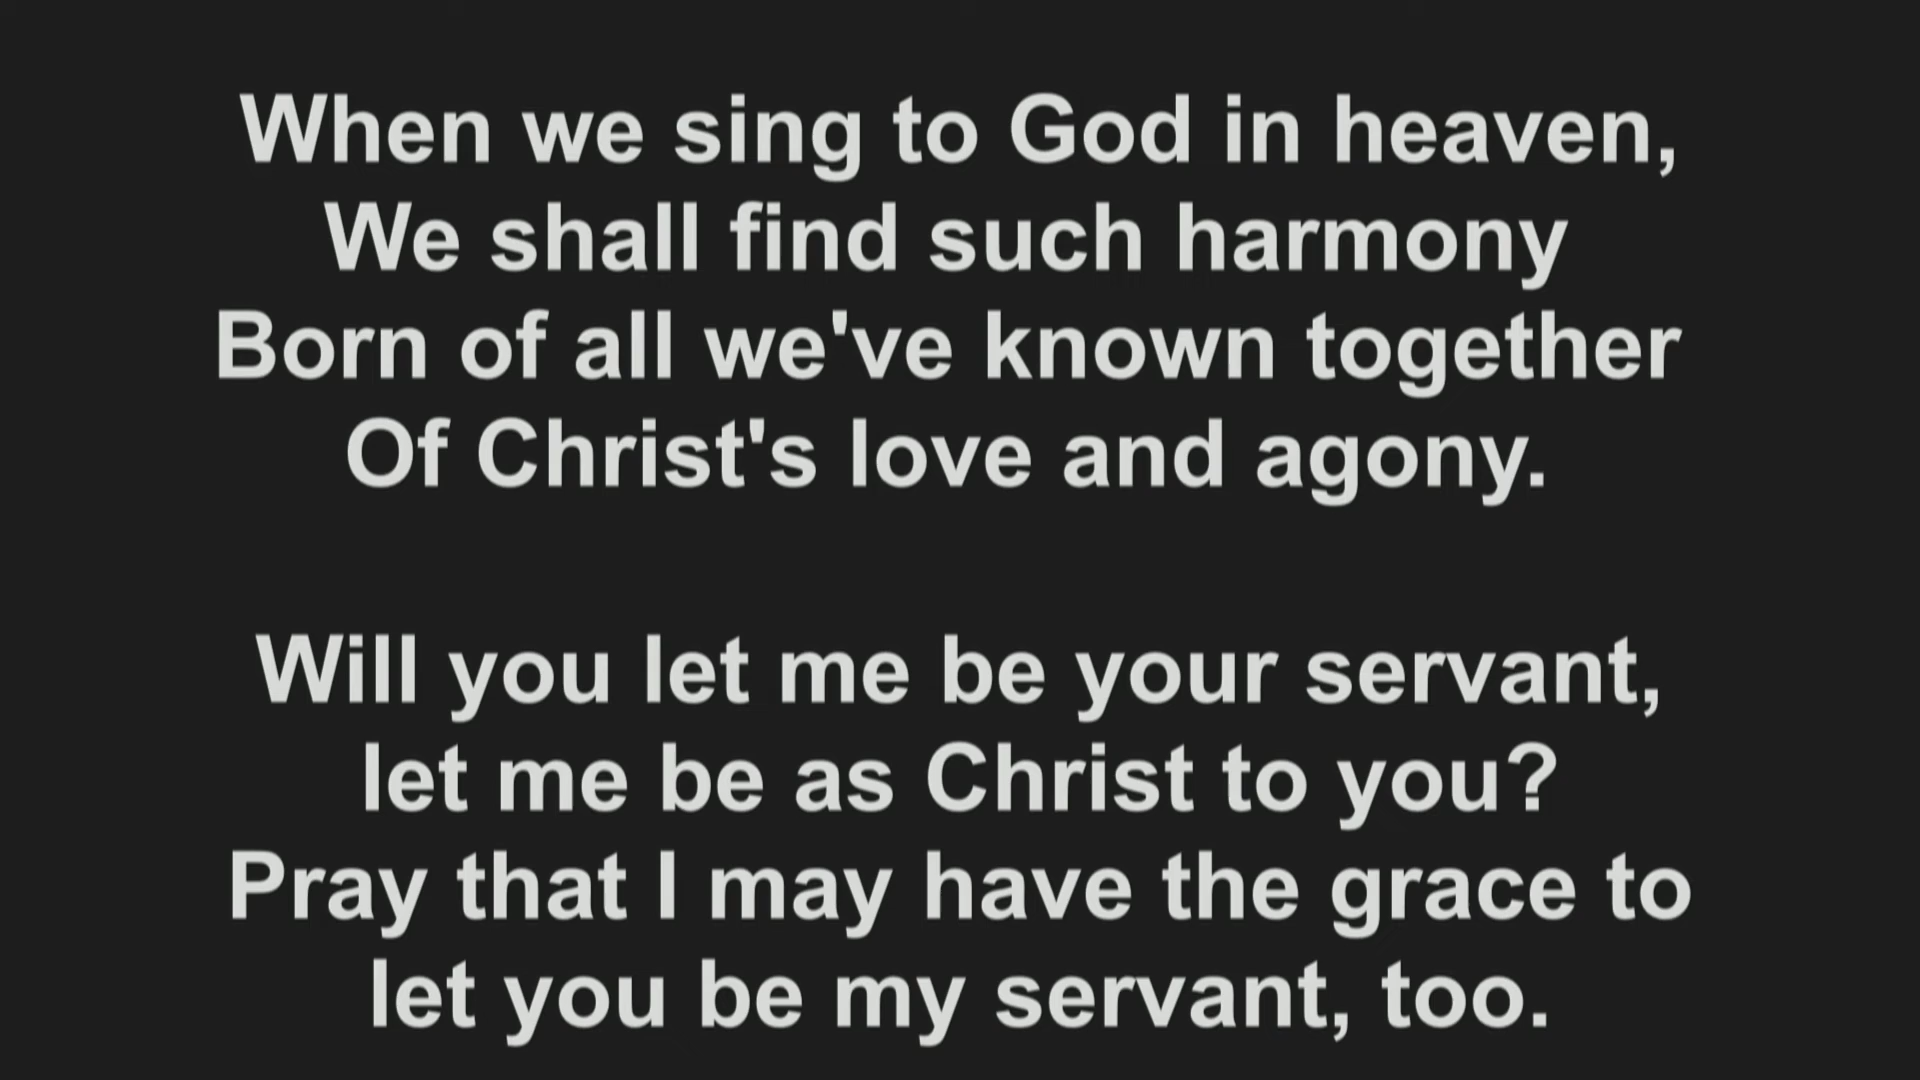 When we sing to God in heaven,
We shall find such harmony
Born of all we've known together
Of Christ's love and agony.
Will you let me be your servant,
let me be as Christ to you?
Pray that I may have the grace to
let you be my servant, too.